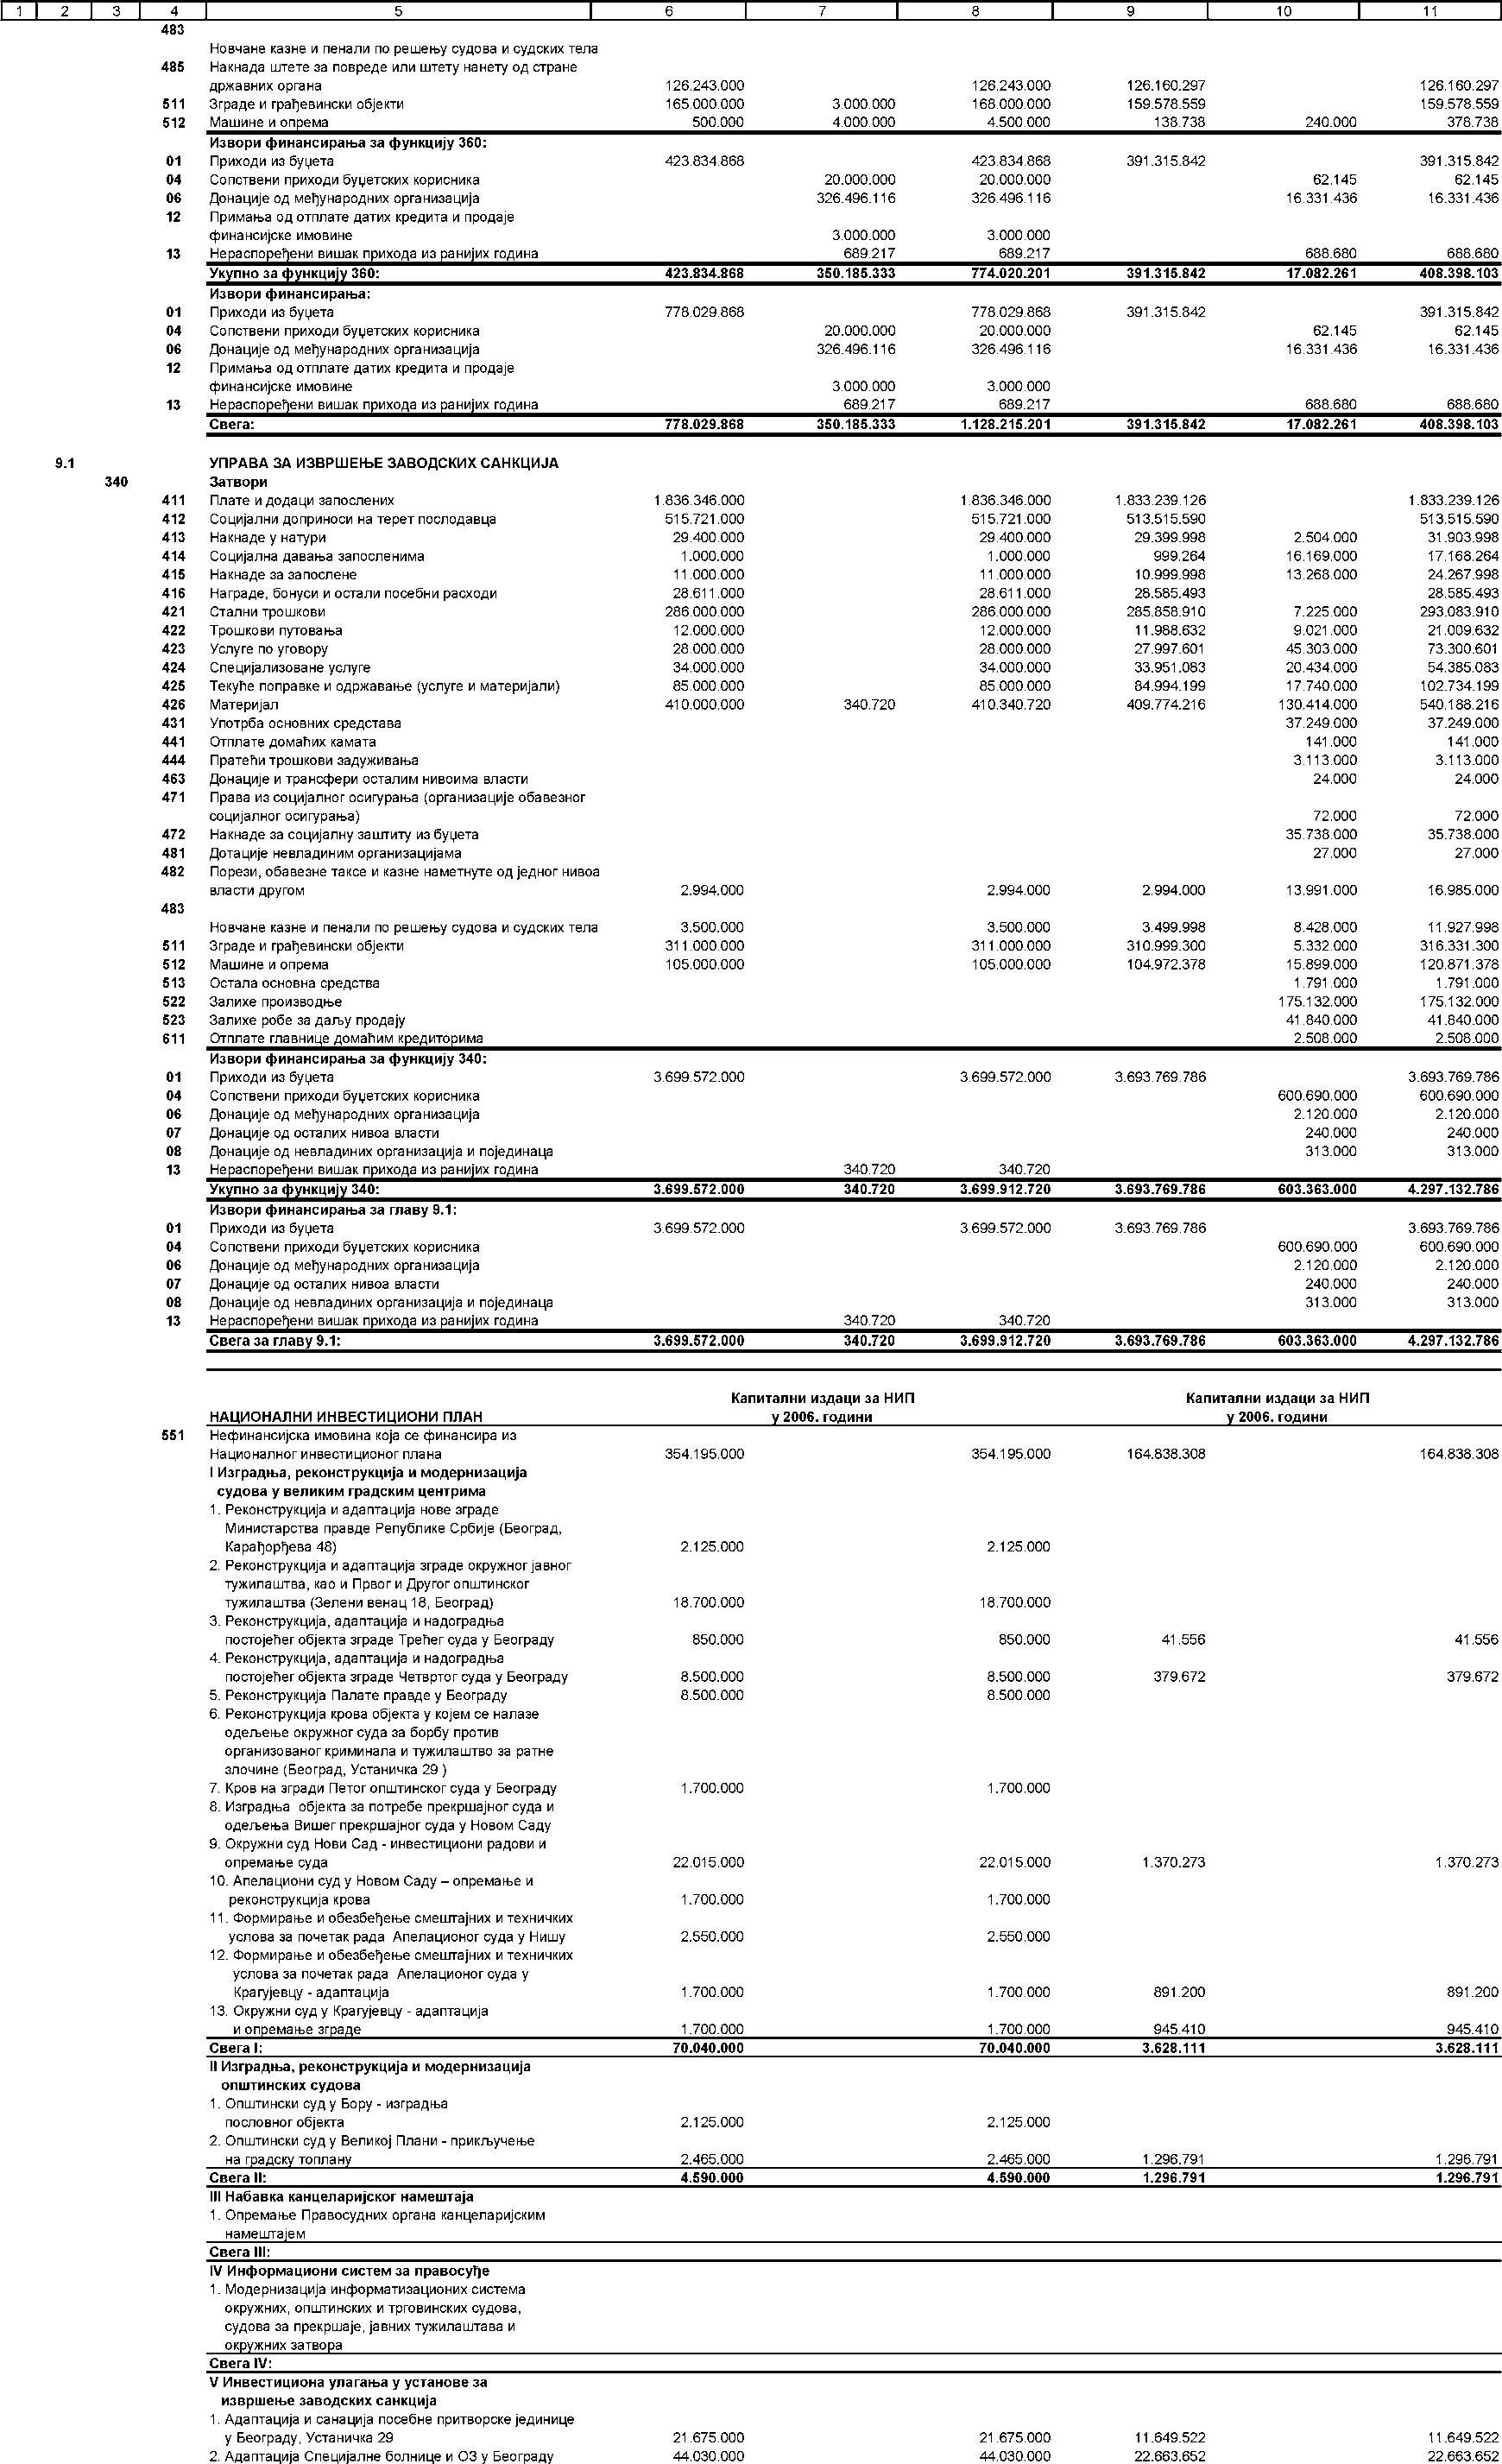 1 2 3 4 5 6 7 8 9 10 11
483
Новчане казне и пенали по решењу судова и судских тела
485 Накнада штете за повреде или штету нанету од стране
државних органа 126.243.000 126.243.000 126.160.297 126.160.297
511 Зграде и грађевински објекти 165.000.000 3.000.000 168.000.000 159.578.559 159.578.559
512 Машине и опрема 500.000 4.000.000 4.500.000 138.738 240.000 378.738
Извори финансирања за функцију 360:
01 Приходи из буџета 423.834.868 423.834.868 391.315.842 391.315.842
04 Сопствени приходи буџетских корисника 20.000.000 20.000.000 62.145 62.145
06 Донације од међународних организација 326.496.116 326.496.116 16.331.436 16.331.436
12 Примања од отплате датих кредита и продаје
финансијске имовине 3.000.000 3.000.000
13 Нераспоређени вишак прихода из ранијих година 689.217 689.217 688.680 688.680
Укупно за функцију 360: 423.834.868 350.185.333 774.020.201 391.315.842 17.082.261 408.398.103
Извори финансирања:
01 Приходи из буџета 778.029.868 778.029.868 391.315.842 391.315.842
04 Сопствени приходи буџетских корисника 20.000.000 20.000.000 62.145 62.145
06 Донације од међународних организација 326.496.116 326.496.116 16.331.436 16.331.436
12 Примања од отплате датих кредита и продаје
финансијске имовине 3.000.000 3.000.000
13 Нераспоређени вишак прихода из ранијих година 689.217 689.217 688.680 688.680
Свега: 778.029.868 350.185.333 1.128.215.201 391.315.842 17.082.261 408.398.103
9.1 УПРАВА ЗА ИЗВРШЕЊЕ ЗАВОДСКИХ САНКЦИЈА
340 Затвори
411 Плате и додаци запослених 1.836.346.000 1.836.346.000 1.833.239.126 1.833.239.126
412 Социјални доприноси на терет послодавца 515.721.000 515.721.000 513.515.590 513.515.590
413 Накнаде у натури 29.400.000 29.400.000 29.399.998 2.504.000 31.903.998
414 Социјална давања запосленима 1.000.000 1.000.000 999.264 16.169.000 17.168.264
415 Накнаде за запослене 11.000.000 11.000.000 10.999.998 13.268.000 24.267.998
416 Награде, бонуси и остали посебни расходи 28.611.000 28.611.000 28.585.493 28.585.493
421 Стални трошкови 286.000.000 286.000.000 285.858.910 7.225.000 293.083.910
422 Трошкови путовања 12.000.000 12.000.000 11.988.632 9.021.000 21.009.632
423 Услуге по уговору 28.000.000 28.000.000 27.997.601 45.303.000 73.300.601
424 Специјализоване услуге 34.000.000 34.000.000 33.951.083 20.434.000 54.385.083
425 Текуће поправке и одржавање (услуге и материјали) 85.000.000 85.000.000 84.994.199 17.740.000 102.734.199
426 Материјал 410.000.000 340.720 410.340.720 409.774.216 130.414.000 540.188.216
431 Употрба основних средстава 37.249.000 37.249.000
441 Отплате домаћих камата 141.000 141.000
444 Пратећи трошкови задуживања 3.113.000 3.113.000
463 Донације и трансфери осталим нивоима власти 24.000 24.000
471 Права из социјалног осигурања (организације обавезног
социјалног осигурања) 72.000 72.000
472 Накнаде за социјалну заштиту из буџета 35.738.000 35.738.000
481 Дотације невладиним организацијама 27.000 27.000
482 Порези, обавезне таксе и казне наметнуте од једног нивоа
власти другом 2.994.000 2.994.000 2.994.000 13.991.000 16.985.000
483
Новчане казне и пенали по решењу судова и судских тела 3.500.000 3.500.000 3.499.998 8.428.000 11.927.998
511 Зграде и грађевински објекти 311.000.000 311.000.000 310.999.300 5.332.000 316.331.300
512 Машине и опрема 105.000.000 105.000.000 104.972.378 15.899.000 120.871.378
513 Остала основна средства 1.791.000 1.791.000
522 Залихе производње 175.132.000 175.132.000
523 Залихе робе за даљу продају 41.840.000 41.840.000
611 Отплате главнице домаћим кредиторима 2.508.000 2.508.000
Извори финансирања за функцију 340:
01 Приходи из буџета 3.699.572.000 3.699.572.000 3.693.769.786 3.693.769.786
04 Сопствени приходи буџетских корисника 600.690.000 600.690.000
06 Донације од међународних организација 2.120.000 2.120.000
07 Донације од осталих нивоа власти 240.000 240.000
08 Донације од невладиних организација и појединаца 313.000 313.000
13 Нераспоређени вишак прихода из ранијих година 340.720 340.720
Укупно за функцију 340: 3.699.572.000 340.720 3.699.912.720 3.693.769.786 603.363.000 4.297.132.786
Извори финансирања за главу 9.1:
01 Приходи из буџета 3.699.572.000 3.699.572.000 3.693.769.786 3.693.769.786
04 Сопствени приходи буџетских корисника 600.690.000 600.690.000
06 Донације од међународних организација 2.120.000 2.120.000
07 Донације од осталих нивоа власти 240.000 240.000
08 Донације од невладиних организација и појединаца 313.000 313.000
13 Нераспоређени вишак прихода из ранијих година 340.720 340.720
Свега за главу 9.1: 3.699.572.000 340.720 3.699.912.720 3.693.769.786 603.363.000 4.297.132.786
Капитални издаци за НИП Капитални издаци за НИП
НАЦИОНАЛНИ ИНВЕСТИЦИОНИ ПЛАН у 2006. години у 2006. години
551 Нефинансијска имовина која се финансира из
Националног инвестиционог плана 354.195.000 354.195.000 164.838.308 164.838.308
I Изградња, реконструкција и модернизација
судова у великим градским центрима
1. Реконструкција и адаптација нове зграде
Министарства правде Републике Србије (Београд,
Карађорђева 48) 2.125.000 2.125.000
2. Реконструкција и адаптација зграде окружног јавног
тужилаштва, као и Првог и Другог општинског
тужилаштва (Зелени венац 18, Београд) 18.700.000 18.700.000
3. Реконструкција, адаптација и надоградња
постојећег објекта зграде Трећег суда у Београду 850.000 850.000 41.556 41.556
4. Реконструкција, адаптација и надоградња
постојећег објекта зграде Четвртог суда у Београду 8.500.000 8.500.000 379.672 379.672
5. Реконструкција Палате правде у Београду 8.500.000 8.500.000
6. Реконструкција крова објекта у којем се налазе
одељење окружног суда за борбу против
организованог криминала и тужилаштво за ратне
злочине (Београд, Устаничка 29 )
7. Кров на згради Петог општинског суда у Београду 1.700.000 1.700.000
8. Изградња објекта за потребе прекршајног суда и
одељења Вишег прекршајног суда у Новом Саду
9. Окружни суд Нови Сад - инвестициони радови и
опремање суда 22.015.000 22.015.000 1.370.273 1.370.273
10. Апелациони суд у Новом Саду – опремање и
реконструкција крова 1.700.000 1.700.000
11. Формирање и обезбеђење смештајних и техничких
услова за почетак рада Апелационог суда у Нишу 2.550.000 2.550.000
12. Формирање и обезбеђење смештајних и техничких
услова за почетак рада Апелационог суда у
Крагујевцу - адаптација 1.700.000 1.700.000 891.200 891.200
13. Окружни суд у Крагујевцу - адаптација
и опремање зграде 1.700.000 1.700.000 945.410 945.410
Свега I: 70.040.000 70.040.000 3.628.111 3.628.111
II Изградња, реконструкција и модернизација
општинских судова
1. Општински суд у Бору - изградња
пословног објекта 2.125.000 2.125.000
2. Општински суд у Великој Плани - прикључење
на градску топлану 2.465.000 2.465.000 1.296.791 1.296.791
Свега II: 4.590.000 4.590.000 1.296.791 1.296.791
III Набавка канцеларијског намештаја
1. Опремање Правосудних органа канцеларијским
намештајем
Свега III:
IV Информациони систем за правосуђе
1. Модернизација информатизационих система
окружних, општинских и трговинских судова,
судова за прекршаје, јавних тужилаштава и
окружних затвора
Свега IV:
V Инвестициона улагања у установе за
извршење заводских санкција
1. Адаптација и санација посебне притворске јединице
у Београду, Устаничка 29 21.675.000 21.675.000 11.649.522 11.649.522
2. Адаптација Специјалне болнице и ОЗ у Београду 44.030.000 44.030.000 22.663.652 22.663.652